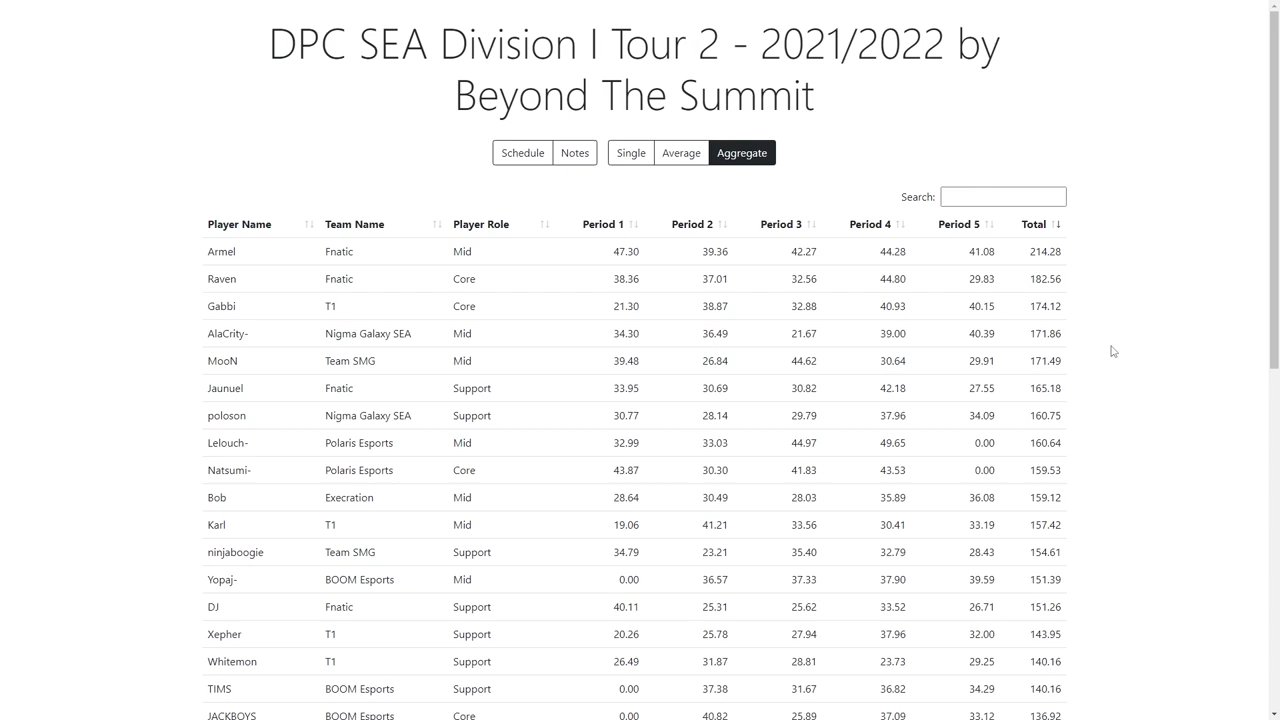 DPC SEA Division I Tour 2 - 2021/2022 by
Beyond The Summit
Schedule Notes Single Average Aggregate
Search:
Player Name Team Name Player Role Period 1 Period 2 Period 3 Period 4 Period 5 Total
Armel Fnatic Mid 47.30 39.36 42.27 44.28 41.08 214.28
Raven Fnatic Core 38.36 37.01 32.56 44.80 29.83 182.56
Gabbi T1 Core 21.30 38.87 32.88 40.93 40.15 174.12
AlaCrity- Nigma Galaxy SEA Mid 34.30 36.49 21.67 39.00 40.39 171.86
MooN Team SMG Mid 39.48 26.84 44.62 30.64 29.91 171.49
Jaunuel Fnatic Support 33.95 30.69 30.82 42.18 27.55 165.18
poloson Nigma Galaxy SEA Support 30.77 28.14 29.79 37.96 34.09 160.75
Lelouch- Polaris Esports Mid 32.99 33.03 44.97 49.65 0.00 160.64
Natsumi- Polaris Esports Core 43.87 30.30 41.83 43.53 0.00 159.53
Bob Execration Mid 28.64 30.49 28.03 35.89 36.08 159.12
Karl T1 Mid 19.06 41.21 33.56 30.41 33.19 157.42
ninjaboogie Team SMG Support 34.79 23.21 35.40 32.79 28.43 154.61
Yopaj- BOOM Esports Mid 0.00 36.57 37.33 37.90 39.59 151.39
DJ Fnatic Support 40.11 25.31 25.62 33.52 26.71 151.26
Xepher T1 Support 20.26 25.78 27.94 37.96 32.00 143.95
Whitemon T1 Support 26.49 31.87 28.81 23.73 29.25 140.16
TIMS BOOM Esports Support 0.00 37.38 31.67 36.82 34.29 140.16
JACKBOYS BOOM Esports Core 0.00 40.82 25.89 37.09 33.12 136.92